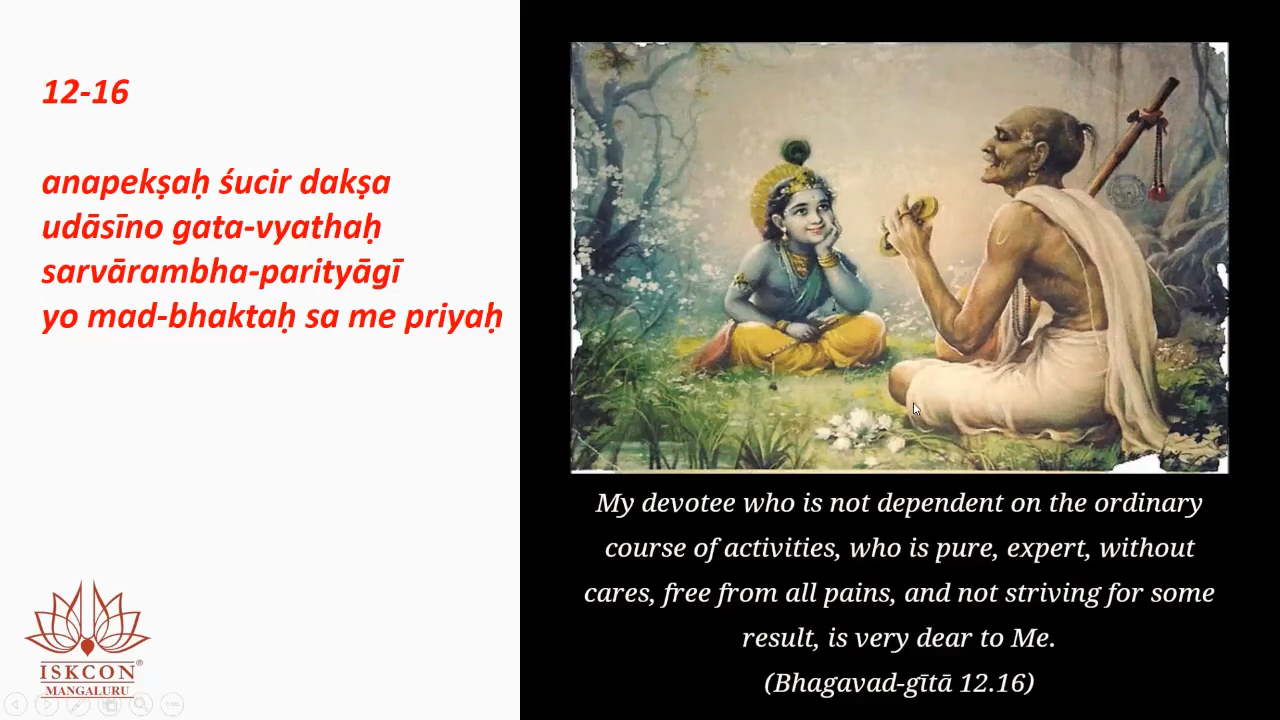 12-16
anapekṣaḥ śucir dakṣa
udāsīno gata-vyathaḥ
sarvārambha-parityāgī
yo mad-bhaktaḥ sa me priyaḥ
My devotee who is not dependent on the ordinary
course of activities, who is pure, expert, without
cares, free from all pains, and not striving for some
result, is very dear to Me.
(Bhagavad-gītā 12.16)
ISKCON®
MANGALURU